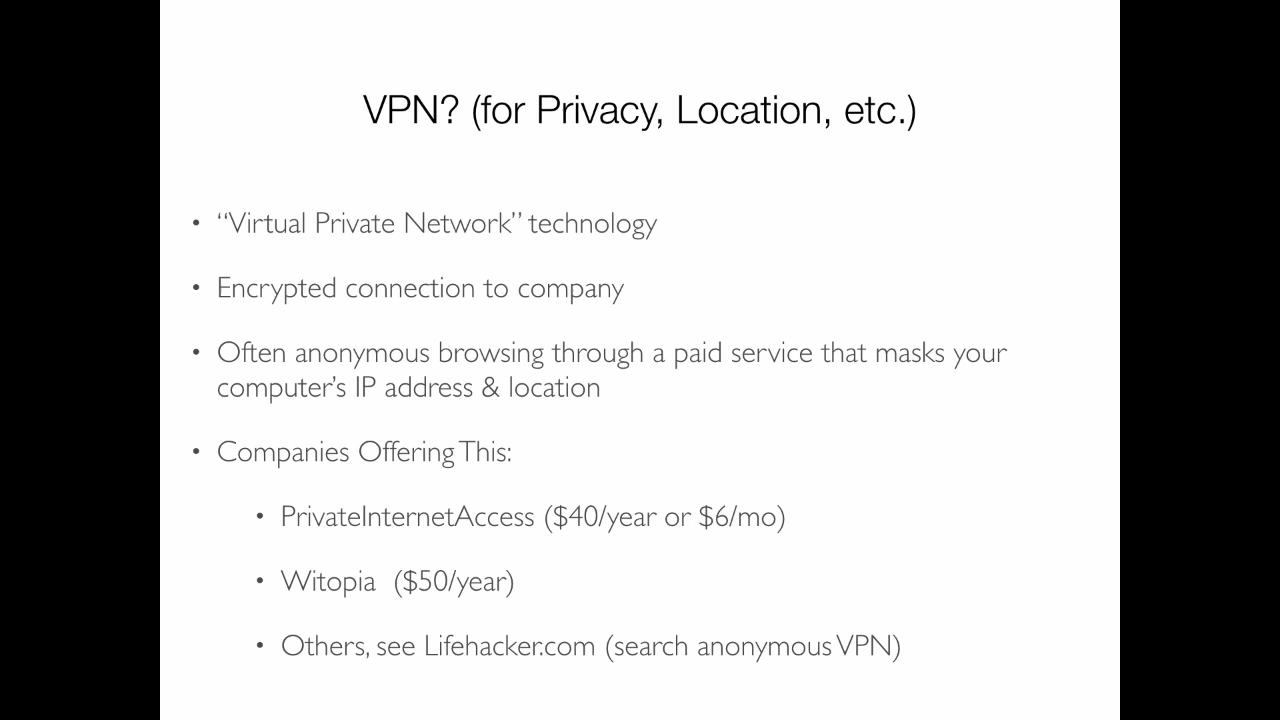 VPN? (for Privacy, Location, etc.)
• “Virtual Private Network” technology
• Encrypted connection to company
• Often anonymous browsing through a paid service that masks your
computer’s IP address & location
• Companies Offering This:
• PrivateInternetAccess ($40/year or $6/mo)
• Witopia  ($50/year)
• Others, see Lifehacker.com (search anonymous VPN)